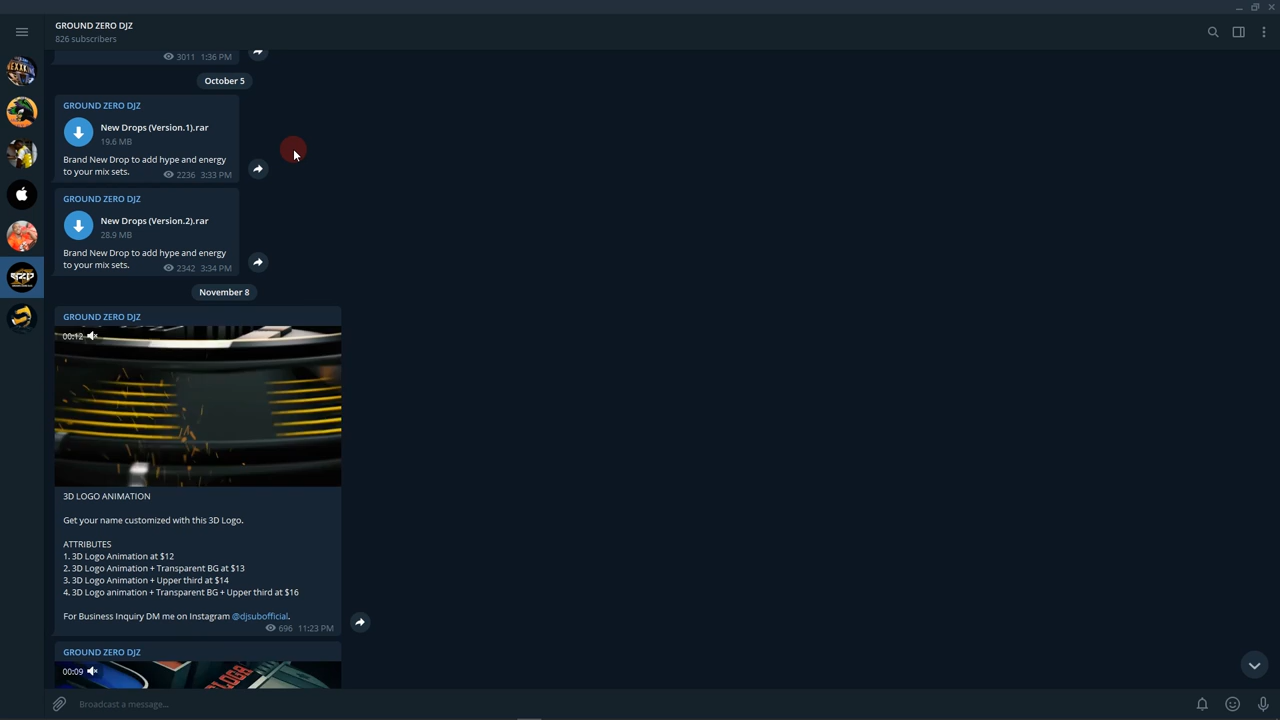 GROUND ZERO DJZ
826 subscribers
3011 1:36 PM
October 5
GROUND ZERO DJZ
New Drops (Version.1).rar
19.6 MB
Brand New Drop to add hype and energy
to your mix sets.
2236 3:33 PM
GROUND ZERO DJZ
New Drops (Version.2).rar
28.9 MB
Brand New Drop to add hype and energy
to your mix sets.
2342 3:34 PM
November 8
GROUND ZERO DJZ
00:12
3D LOGO ANIMATION
Get your name customized with this 3D Logo.
ATTRIBUTES
1. 3D Logo Animation at $12
2. 3D Logo Animation + Transparent BG at $13
3. 3D Logo Animation + Upper third at $14
4. 3D Logo animation + Transparent BG + Upper third at $16
For Business Inquiry DM me on Instagram @djsubofficial.
696 11:23 PM
GROUND ZERO DJZ
00:09
Broadcast a message...